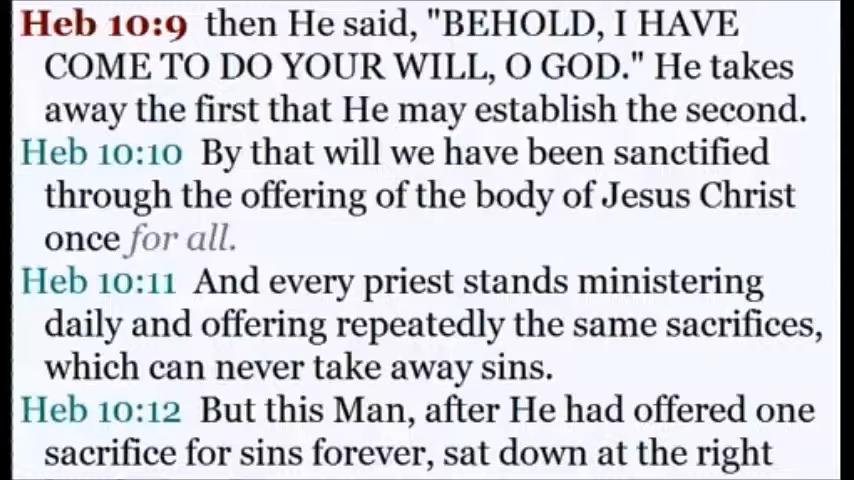 Heb 10:9 then He said, "BEHOLD, I HAVE
COME TO DO YOUR WILL, O GOD." He takes
away the first that He may establish the second.
Heb 10:10 By that will we have been sanctified
through the offering of the body of Jesus Christ
once for all.
Heb 10:11 And every priest stands ministering
daily and offering repeatedly the same sacrifices,
which can never take away sins.
Heb 10:12 But this Man, after He had offered one
sacrifice for sins forever, sat down at the right